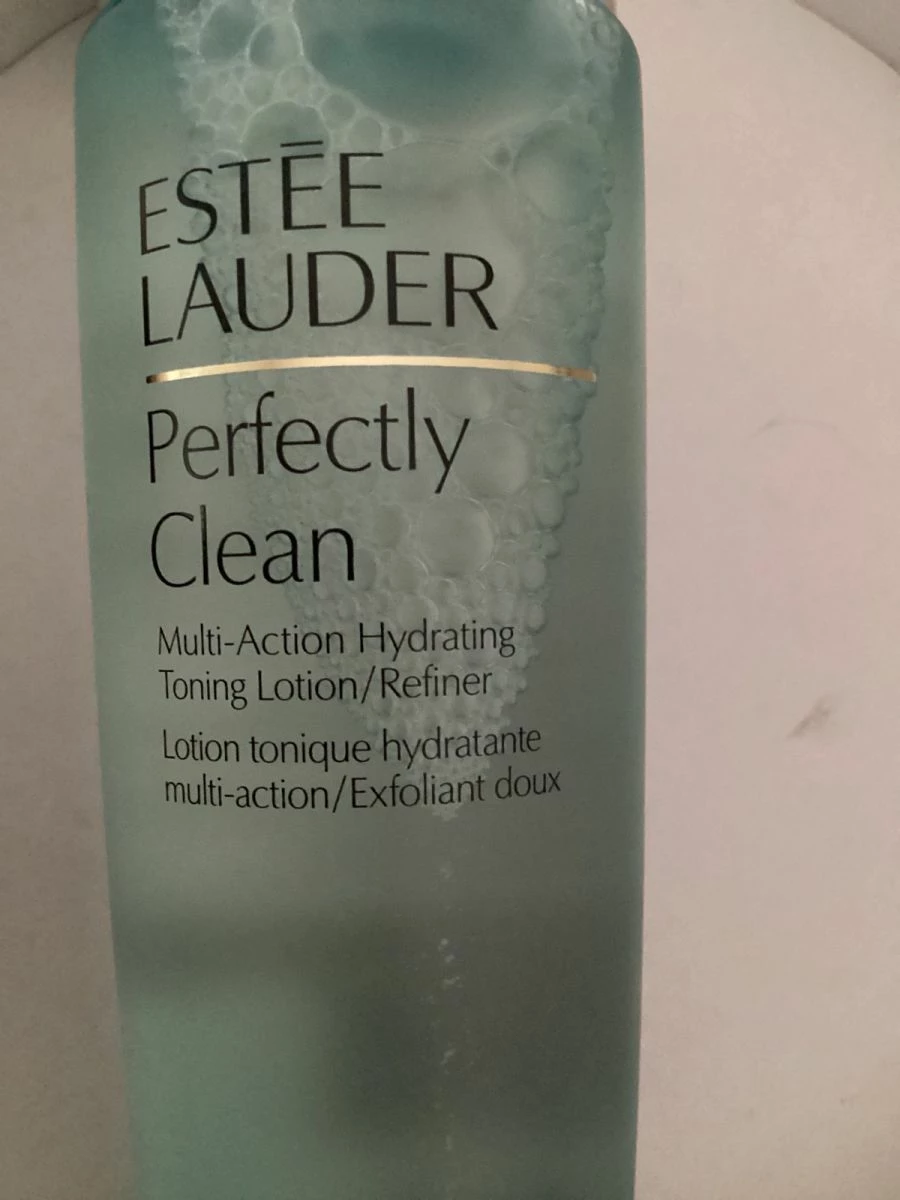 ESTĒE
LAUDER
Perfectly
Clean
Multi-Action Hydrating
Toning Lotion/Refiner
Lotion tonique hydratante
multi-action/Exfoliant doux